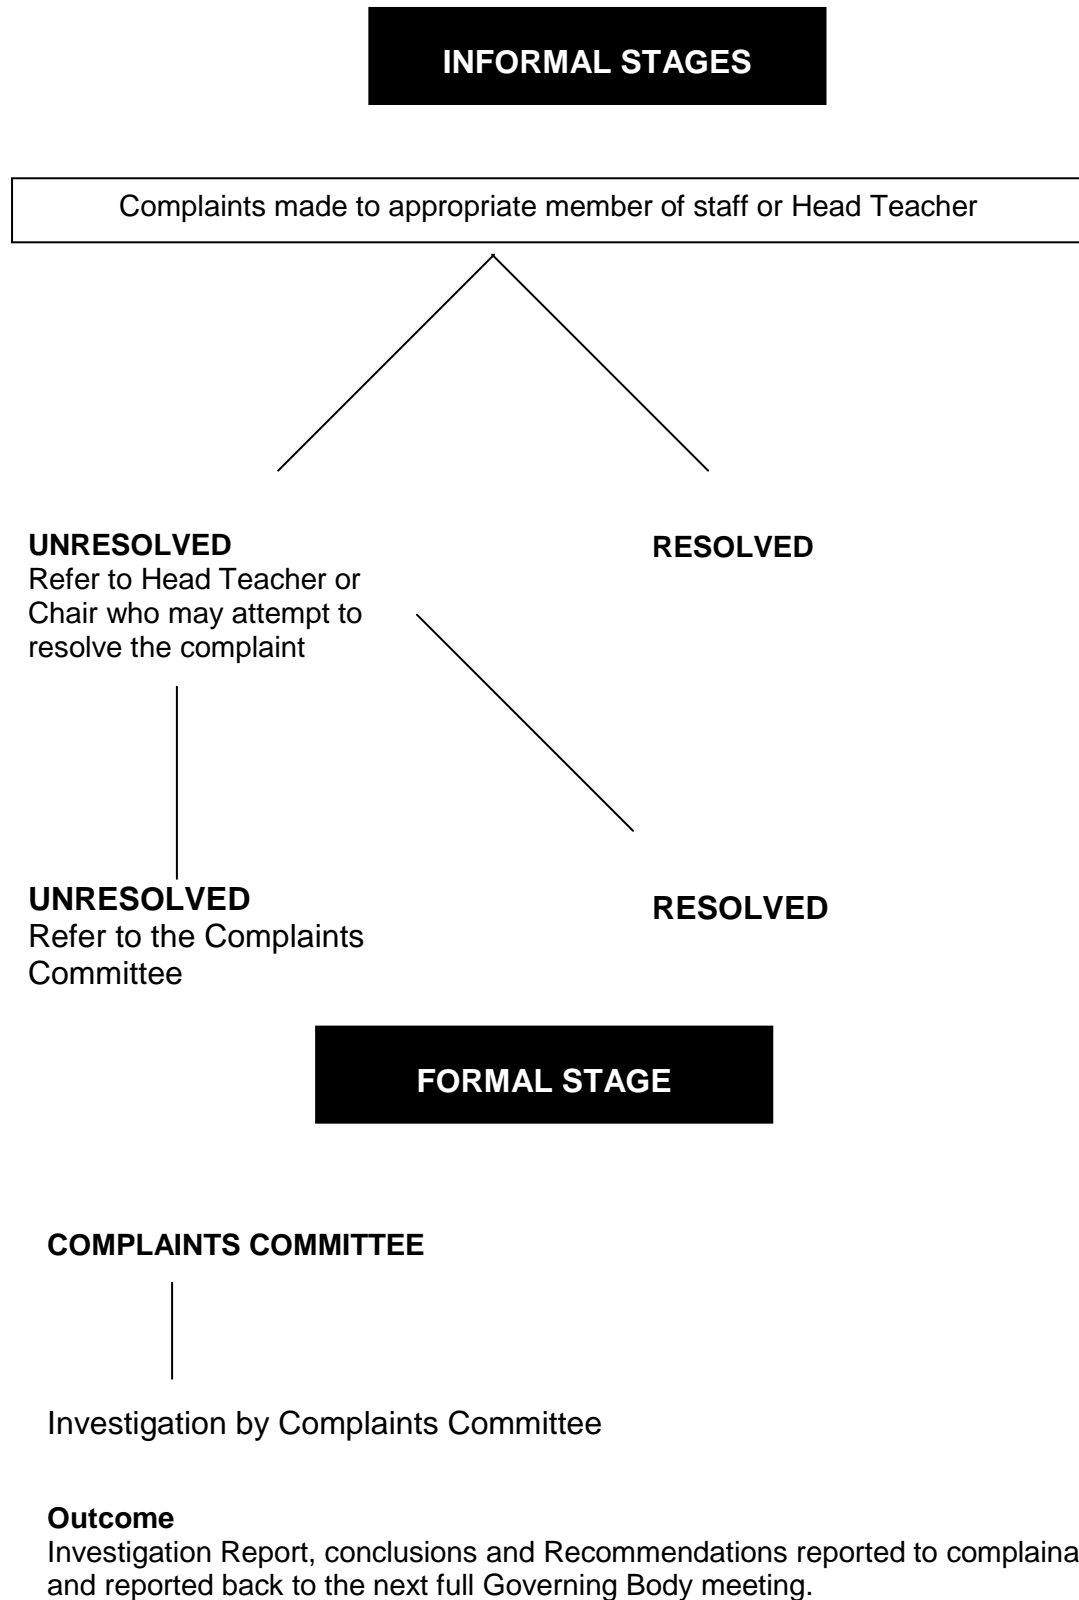 INFORMAL STAGES
Complaints made to appropriate member of staff or Head Teacher
UNRESOLVED
Refer to Head Teacher or
Chair who may attempt to
resolve the complaint
RESOLVED
UNRESOLVED
Refer to the Complaints
Committee
RESOLVED
FORMAL STAGE
COMPLAINTS COMMITTEE
Investigation by Complaints Committee
Outcome
Investigation Report, conclusions and Recommendations reported to complaina
and reported back to the next full Governing Body meeting.